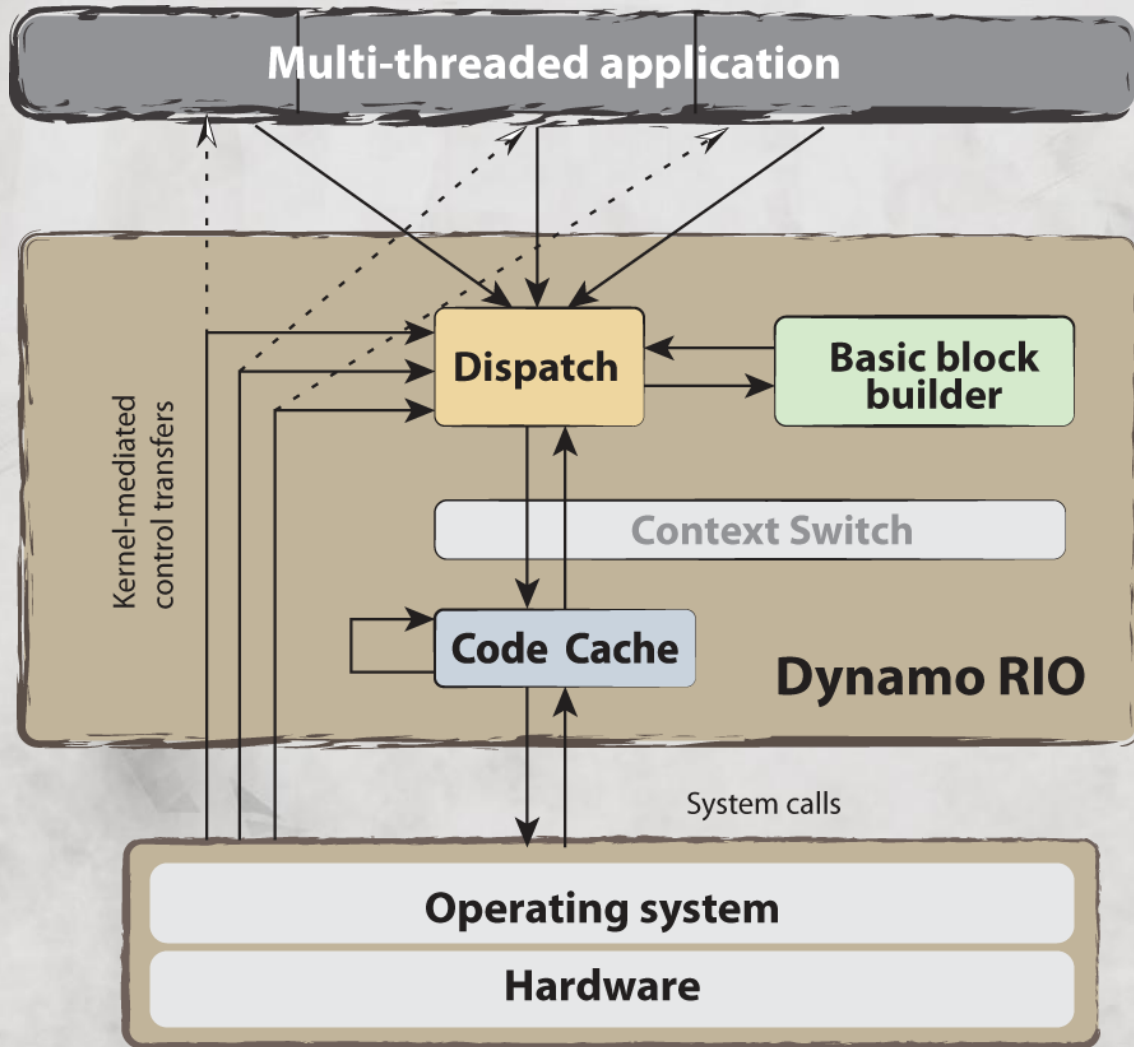 Multi-threaded application
Dispatch
Basic block
builder
Kernel-mediated
control transfers
Context Switch
Code Cache
Dynamo RIO
System calls
Operating system
Hardware